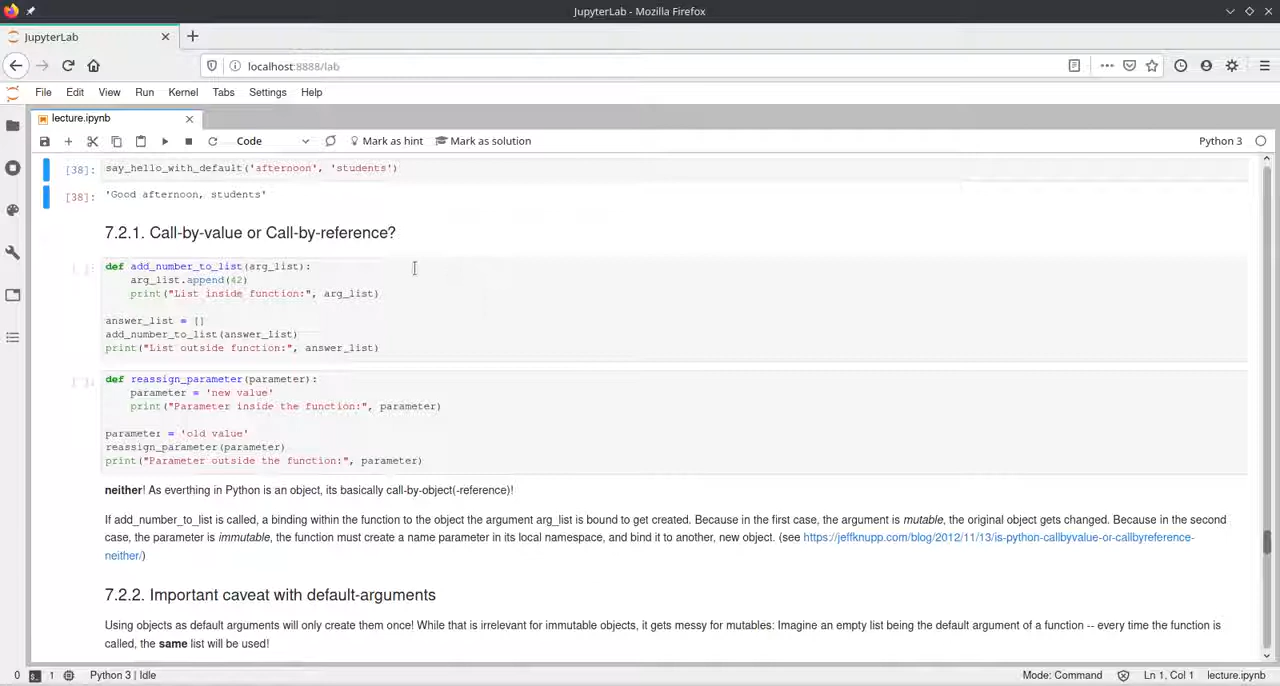 JupyterLab - Mozilla Firefox
JupyterLab
localhost:8888/lab
File Edit View Run Kernel Tabs Settings Help
lecture.ipynb
Code Mark as hint Mark as solution Python 3
[38]: say_hello_with_default('afternoon', 'students')
[38]: 'Good afternoon, students'
7.2.1. Call-by-value or Call-by-reference?
[ ]: def add_number_to_list(arg_list):
arg_list.append(42)
print("List inside function:", arg_list)
answer_list = []
add_number_to_list(answer_list)
print("List outside function:", answer_list)
[ ]: def reassign_parameter(parameter):
parameter = 'new value'
print("Parameter inside the function:", parameter)
parameter = 'old value'
reassign_parameter(parameter)
print("Parameter outside the function:", parameter)
neither! As everthing in Python is an object, its basically call-by-object(-reference)!
If add_number_to_list is called, a binding within the function to the object the argument arg_list is bound to get created. Because in the first case, the argument is mutable, the original object gets changed. Because in the second
case, the parameter is immutable, the function must create a name parameter in its local namespace, and bind it to another, new object. (see https://jeffknupp.com/blog/2012/11/13/is-python-callbyvalue-or-callbyreference-
neither/)
7.2.2. Important caveat with default-arguments
Using objects as default arguments will only create them once! While that is irrelevant for immutable objects, it gets messy for mutables: Imagine an empty list being the default argument of a function -- every time the function is
called, the same list will be used!
0 1 Python 3 | Idle Mode: Command Ln 1, Col 1 lecture.ipynb